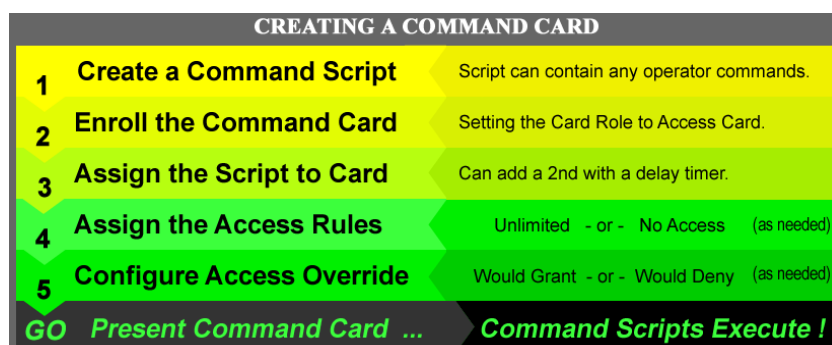 CREATING A COMMAND CARD
1 Create a Command Script Script can contain any operator commands.
2 Enroll the Command Card Setting the Card Role to Access Card.
3 Assign the Script to Card Can add a 2nd with a delay timer.
4 Assign the Access Rules Unlimited - or - No Access (as needed)
5 Configure Access Override Would Grant - or - Would Deny (as needed)
GO Present Command Card ... Command Scripts Execute !